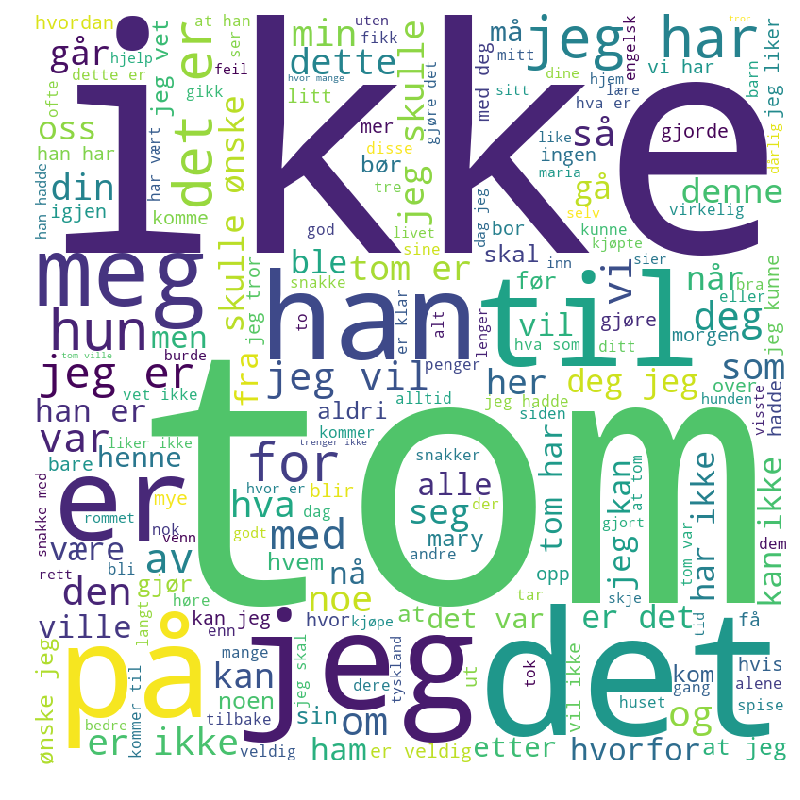 hvordan
at han
uten
tror
ikke
jeg har
går
hjelp
ser
min
fikk
må
mitt
engelsk
dette er
jeg vet
feil
dette
med deg
hjem
vi har
barn
jeg liker
ofte
det er
gikk
litt
hvor mange
gjøre det
sitt
dine
lære
hva er
oss
skulle ønske
mer
jeg skulle
så
gjorde
dårlig
han har
har vært
disse
like
ingen
han hadde
din
bør
maria
gå
denne
igjen
tre
selv
virkelig
komme
livet
dag jeg
bor
kunne
god
sine
skal
kjøpte
meg
jeg tror
ble
tom er
inn
vi
sier
når
bra
snakke
han
til
før
eller
jeg kunne
hun
men
fra
to
er klar
alt
vil
gjøre
deg
morgen
tom ville
burde
lenger
hva som
ditt
jeg er
vet ikke
jeg vil
penger
her
deg jeg
som
over
han er
tom
aldri
alltid
jeg hadde
siden
hunden
visste
hadde
var
liker ikke
trenger ikke
bare
henne
for
kommer
snakker
hvor er
blir
alle
der
tom har
er
mye
hva
seg
jeg kan
at tom
har ikke
kan ikke
snakke med
rommet
nok
dag
gjort
venn
godt
med
mary
andre
dem
være
av
hvem
nå
opp
tom var
rett
bli
den
gjør
høre
noe
tar
skje
langt
ville
på
kan jeg
enn
jeg
hvor
kjøpe
at
det var
det
er det
tid
få
ønske jeg
mange
kan
jeg skal
dere
tyskland
ut
tok
kom
gang
hvis
alene
noen
sin
om
vil ikke
huset
og
spise
bedre
kommer til
tilbake
er ikke
veldig
ham
er veldig
etter
hvorfor
at jeg